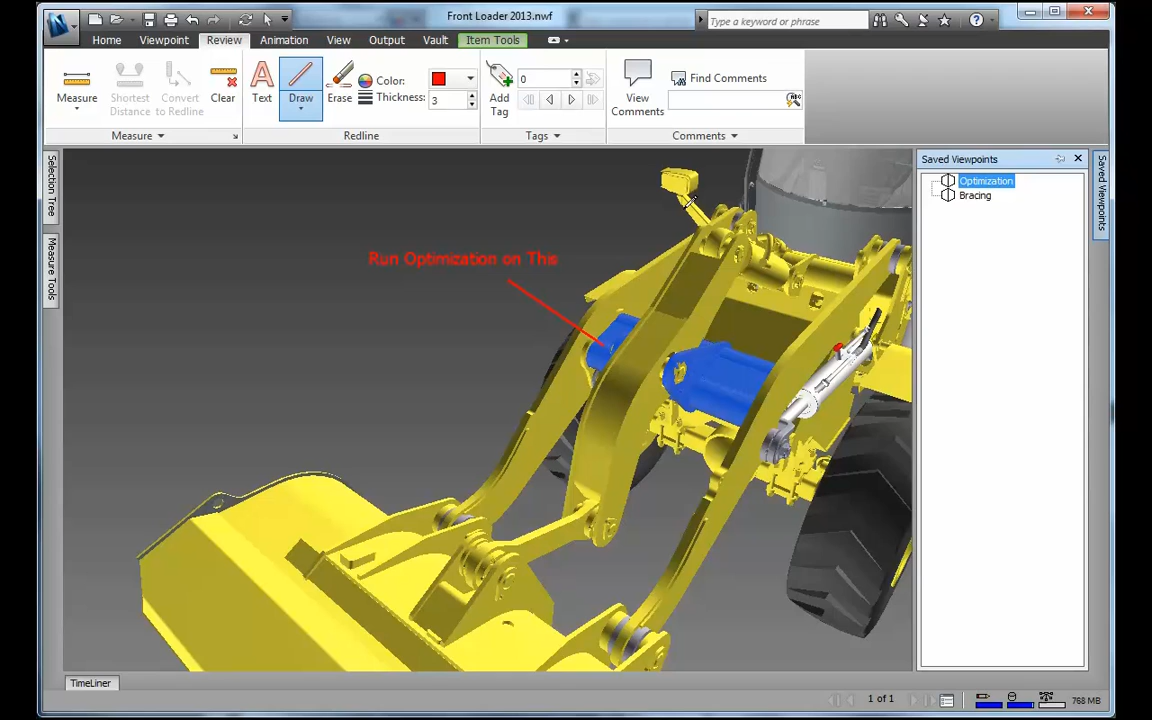 Front Loader 2013.nwf
Type a keyword or phrase
Home Viewpoint Review Animation View Output Vault Item Tools
Measure
Shortest Distance
Convert to Redline
Clear
Text
Draw
Erase
Color:
Thickness: 3
Add Tag
0
View Comments
Find Comments
Measure
Redline
Tags
Comments
Selection Tree
Measure Tools
Run Optimization on This
Saved Viewpoints
Optimization
Bracing
Saved Viewpoints
TimeLiner
1 of 1
768 MB